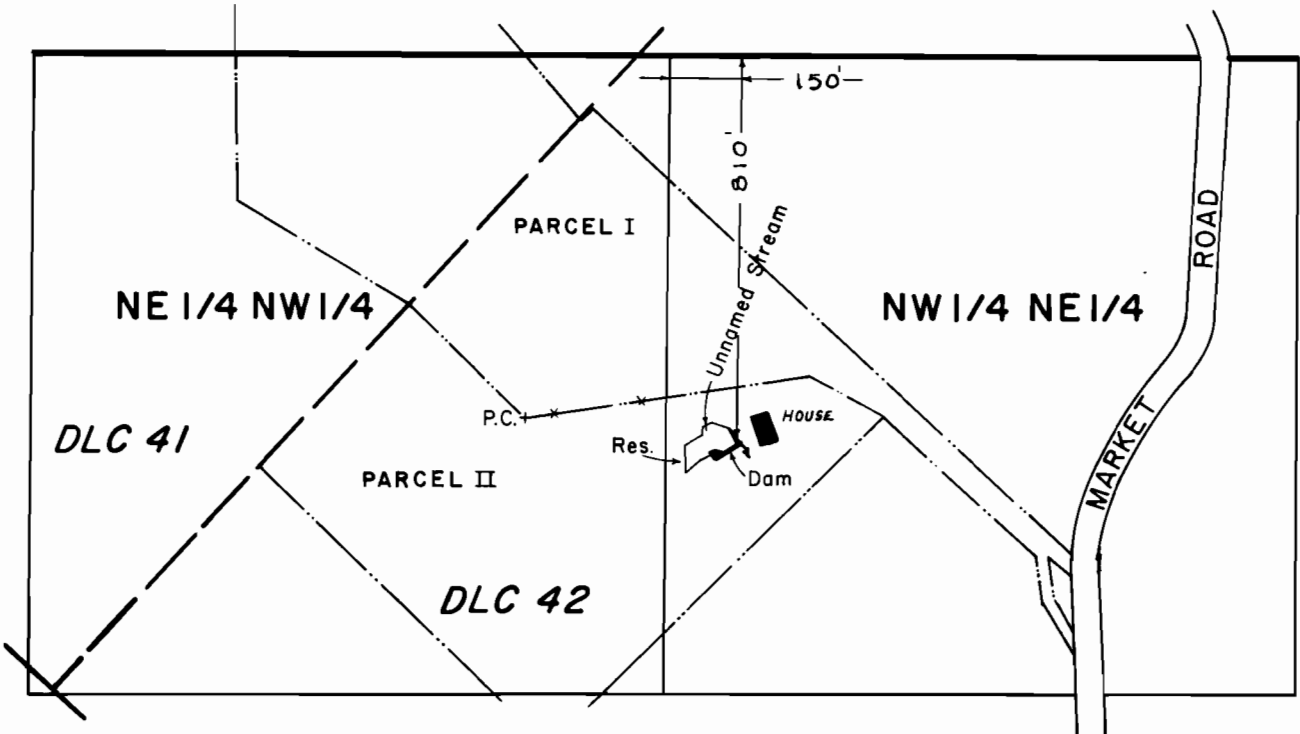 150'
810'
PARCEL I
Unnamed Stream
ROAD
NE 1/4 NW 1/4
NW 1/4 NE 1/4
P.C.
HOUSE
MARKET
DLC 41
Res.
Dam
PARCEL II
DLC 42